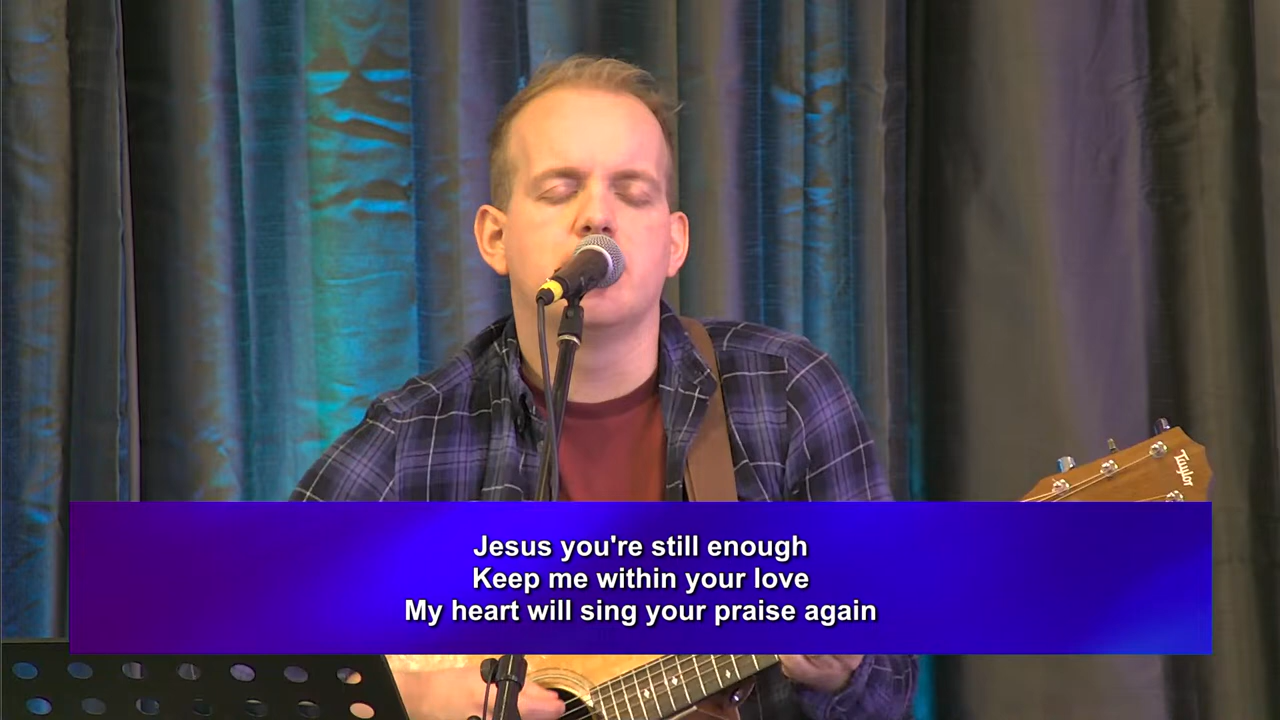 Taylor
Jesus you're still enough
Keep me within your love
My heart will sing your praise again